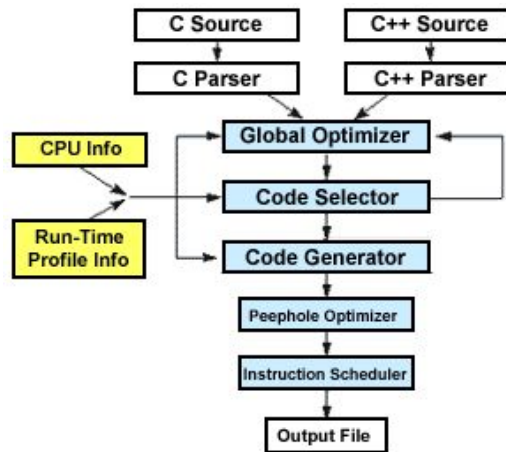 C Source
C++ Source
C Parser
C++ Parser
Global Optimizer
CPU Info
Code Selector
Run-Time
Profile Info
Code Generator
Peephole Optimizer
Instruction Scheduler
Output File